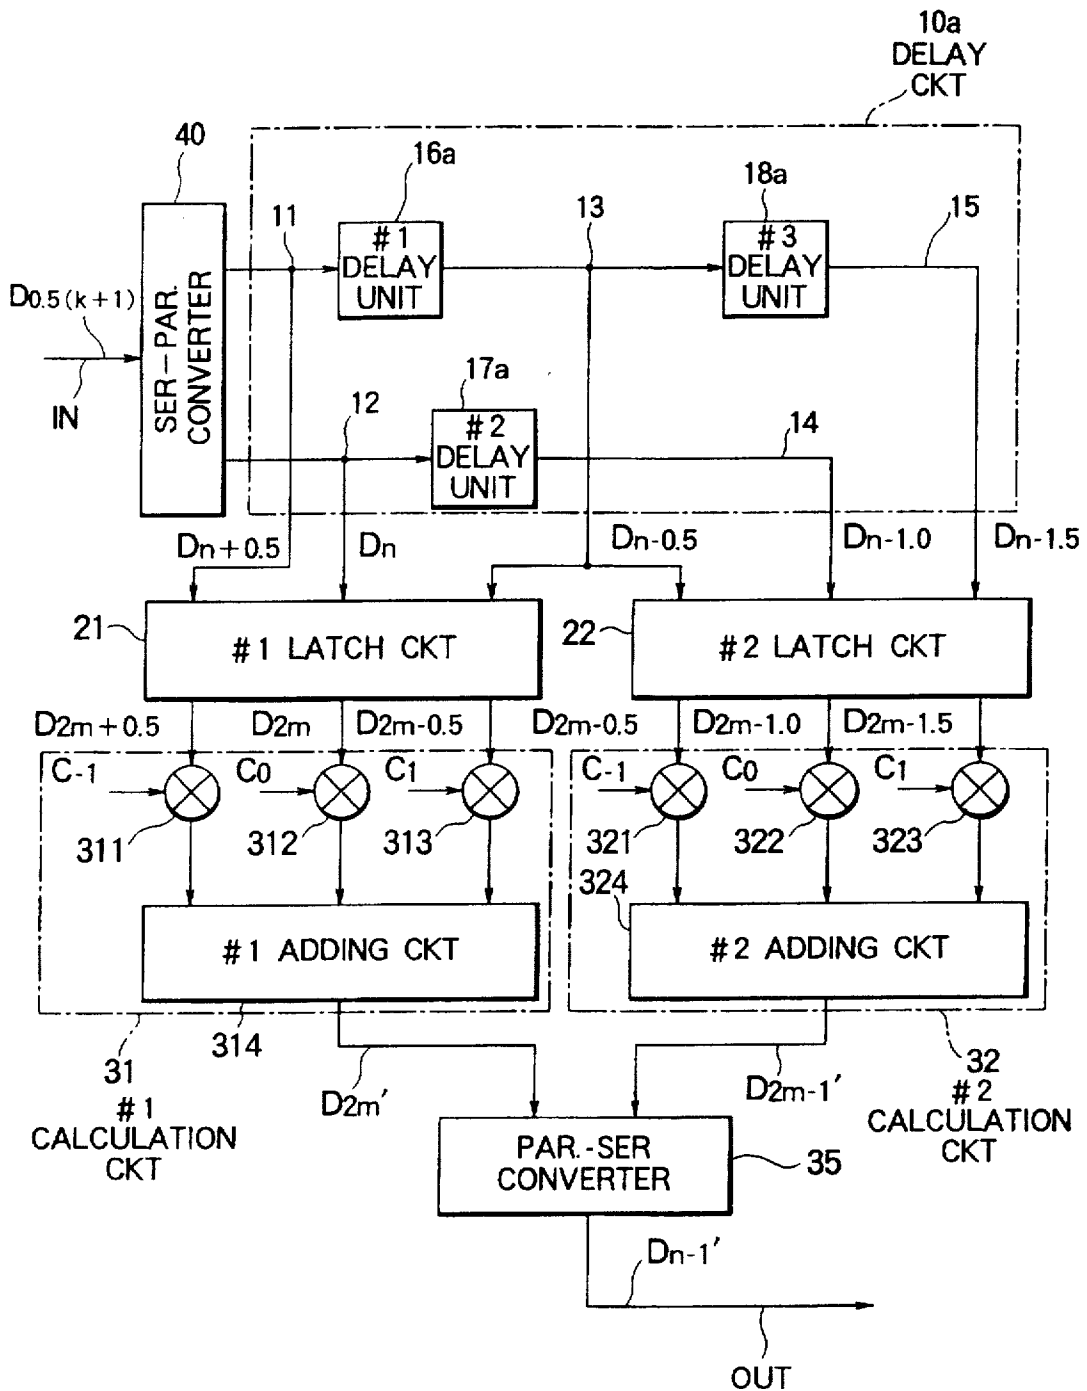 10a
DELAY
CKT
40
16a
18a
11
13
15
#1
DELAY
UNIT
#3
DELAY
UNIT
D0.5(k+1)
SER-PAR.
CONVERTER
IN
17a
12
14
#2
DELAY
UNIT
Dn+0.5
Dn
Dn-0.5
Dn-1.0
Dn-1.5
21
#1 LATCH CKT
22
#2 LATCH CKT
D2m+0.5
D2m
D2m-0.5
D2m-0.5
D2m-1.0
D2m-1.5
C-1
C0
C1
C-1
C0
C1
311
312
313
321
322
323
324
#1 ADDING CKT
#2 ADDING CKT
314
31
#1
CALCULATION
CKT
32
#2
CALCULATION
CKT
D2m'
D2m-1'
PAR.-SER
CONVERTER
35
Dn-1'
OUT